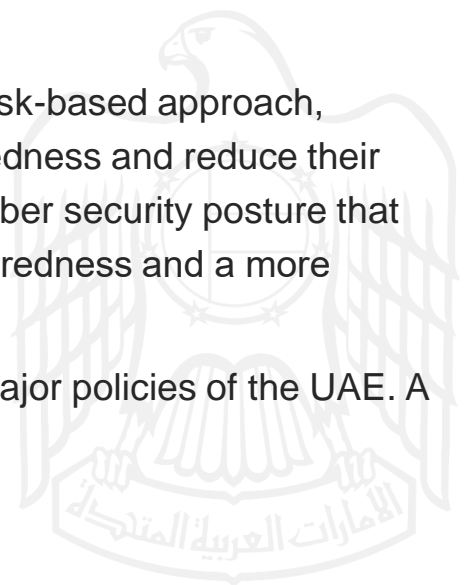 sk-based approach,
edness and reduce their
ber security posture that
redness and a more
ajor policies of the UAE. A
الإمارات العربية المتحدة